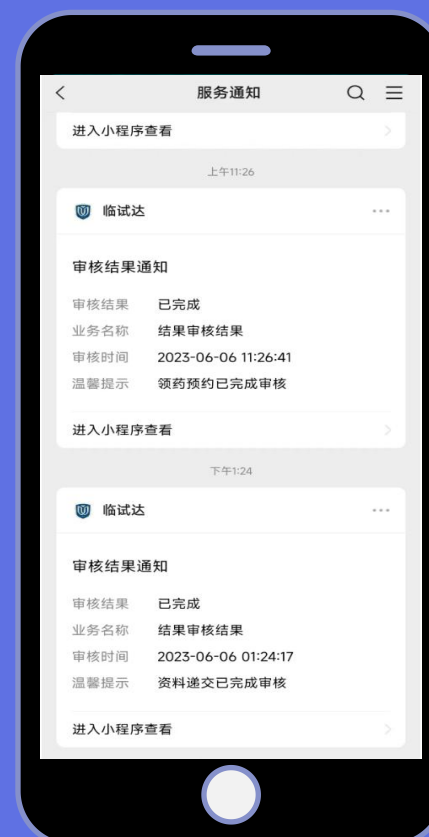 服务通知
进入小程序查看
上午11:26
临试达
审核结果通知
审核结果 已完成
业务名称 结果审核结果
审核时间 2023-06-06 11:26:41
温馨提示 领药预约已完成审核
进入小程序查看
下午1:24
临试达
审核结果通知
审核结果 已完成
业务名称 结果审核结果
审核时间 2023-06-06 01:24:17
温馨提示 资料递交已完成审核
进入小程序查看